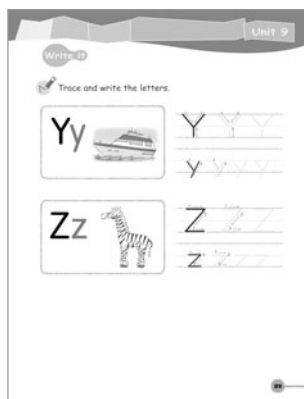 Unit 9
Write it
Trace and write the letters.
Yy
Y Y Y
y y y
Zz
Z Z Z
z z z